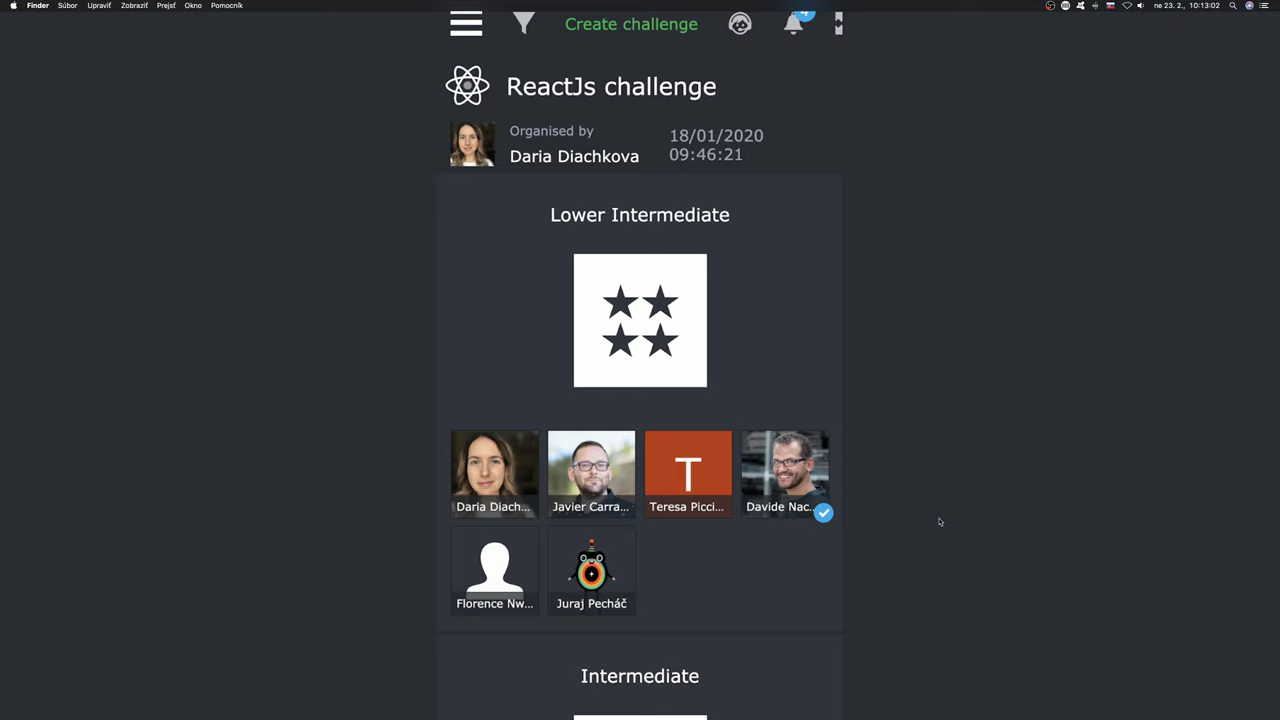 Finder Súbor Upraviť Zobraziť Prejsť Okno Pomocník
ne 23. 2., 10:13:02
Create challenge
4
ReactJs challenge
Organised by
Daria Diachkova
18/01/2020
09:46:21
Lower Intermediate
T
Daria Diach...
Javier Carra...
Teresa Picci...
Davide Nac...
Florence Nw...
Juraj Pecháč
Intermediate